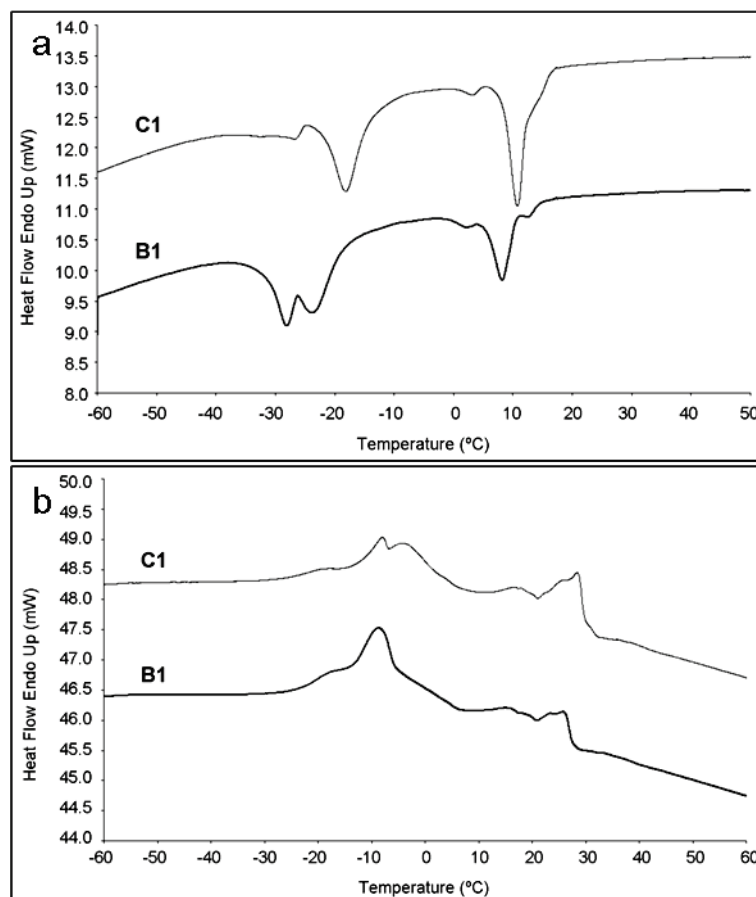 a
14.0
13.5
13.0
12.5
12.0
11.5
11.0
10.5
10.0
9.5
9.0
8.5
8.0
Heat Flow Endo Up (mW)
C1
B1
-60 -50 -40 -30 -20 -10 0 10 20 30 40 50
Temperature (ºC)
b
50.0
49.5
49.0
48.5
48.0
47.5
47.0
46.5
46.0
45.5
45.0
44.5
44.0
Heat Flow Endo Up (mW)
C1
B1
-60 -50 -40 -30 -20 -10 0 10 20 30 40 50 60
Temperature (ºC)